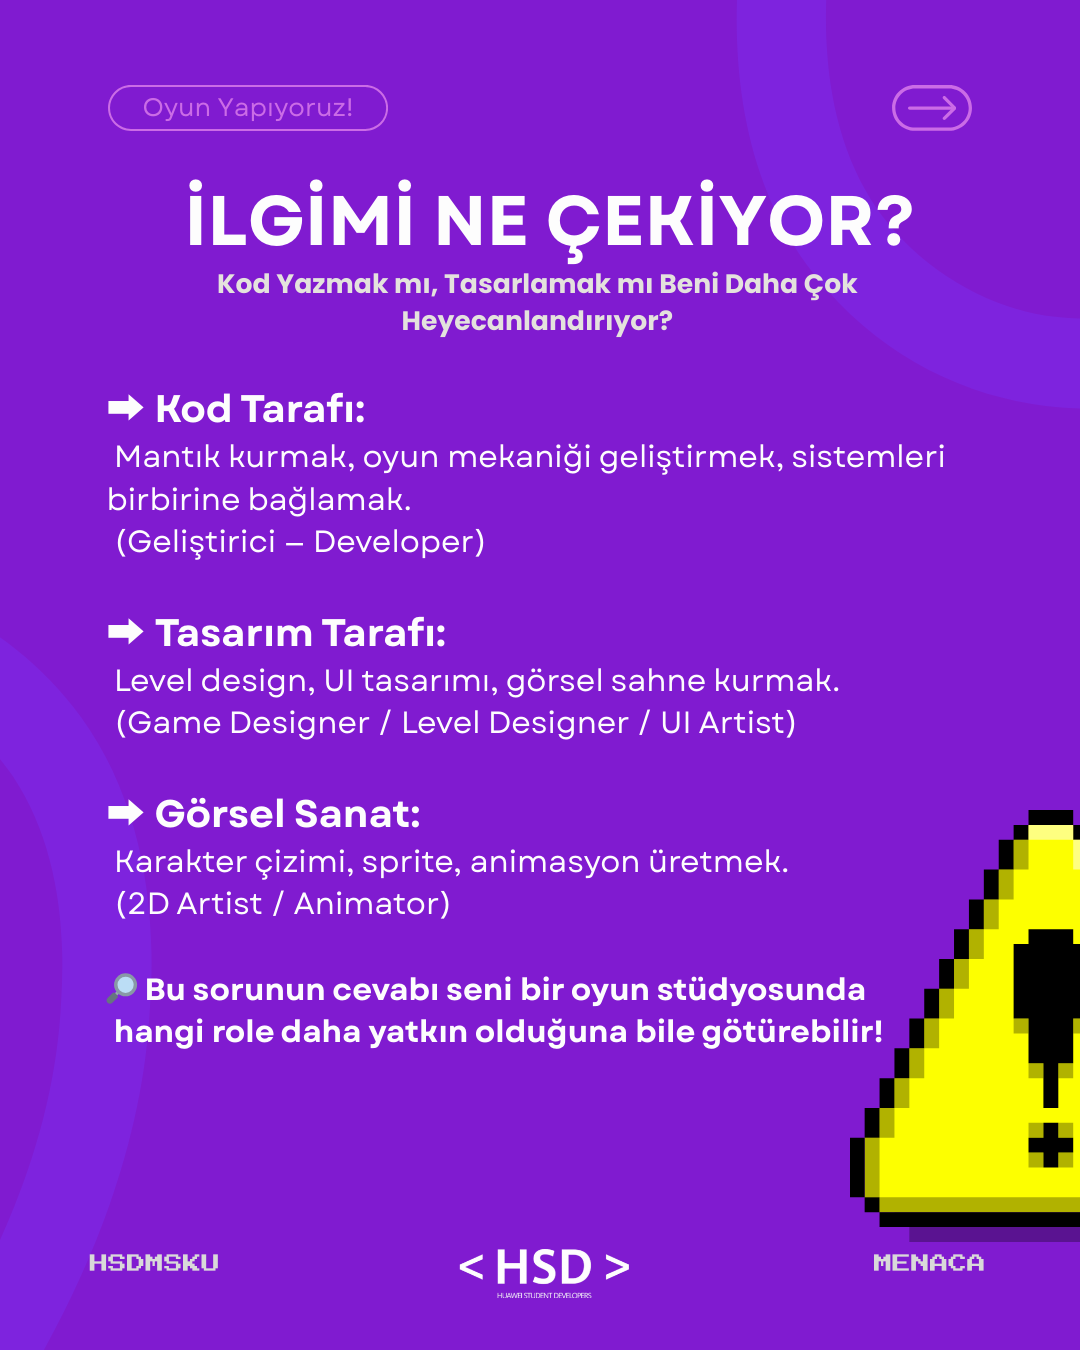 Oyun Yapıyoruz!
İLGİMİ NE ÇEKİYOR?
Kod Yazmak mı, Tasarlamak mı Beni Daha Çok
Heyecanlandırıyor?
➡ Kod Tarafı:
Mantık kurmak, oyun mekaniği geliştirmek, sistemleri
birbirine bağlamak.
(Geliştirici – Developer)
➡ Tasarım Tarafı:
Level design, UI tasarımı, görsel sahne kurmak.
(Game Designer / Level Designer / UI Artist)
➡ Görsel Sanat:
Karakter çizimi, sprite, animasyon üretmek.
(2D Artist / Animator)
🔎 Bu sorunun cevabı seni bir oyun stüdyosunda
hangi role daha yatkın olduğuna bile götürebilir!
HSDMSKU
< HSD >
HUAWEI STUDENT DEVELOPERS
MENACA